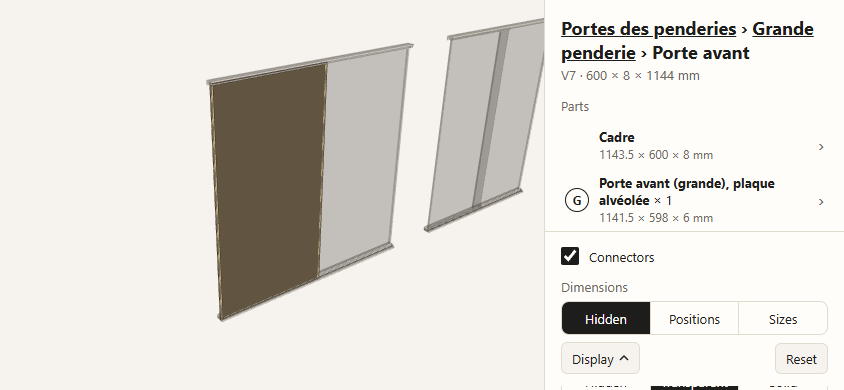 Portes des penderies › Grande
penderie › Porte avant
V7 · 600 × 8 × 1144 mm
Parts
Cadre
1143.5 × 600 × 8 mm
›
G
Porte avant (grande), plaque
alvéolée × 1
1141.5 × 598 × 6 mm
›
Connectors
Dimensions
Hidden Positions Sizes
Display Reset